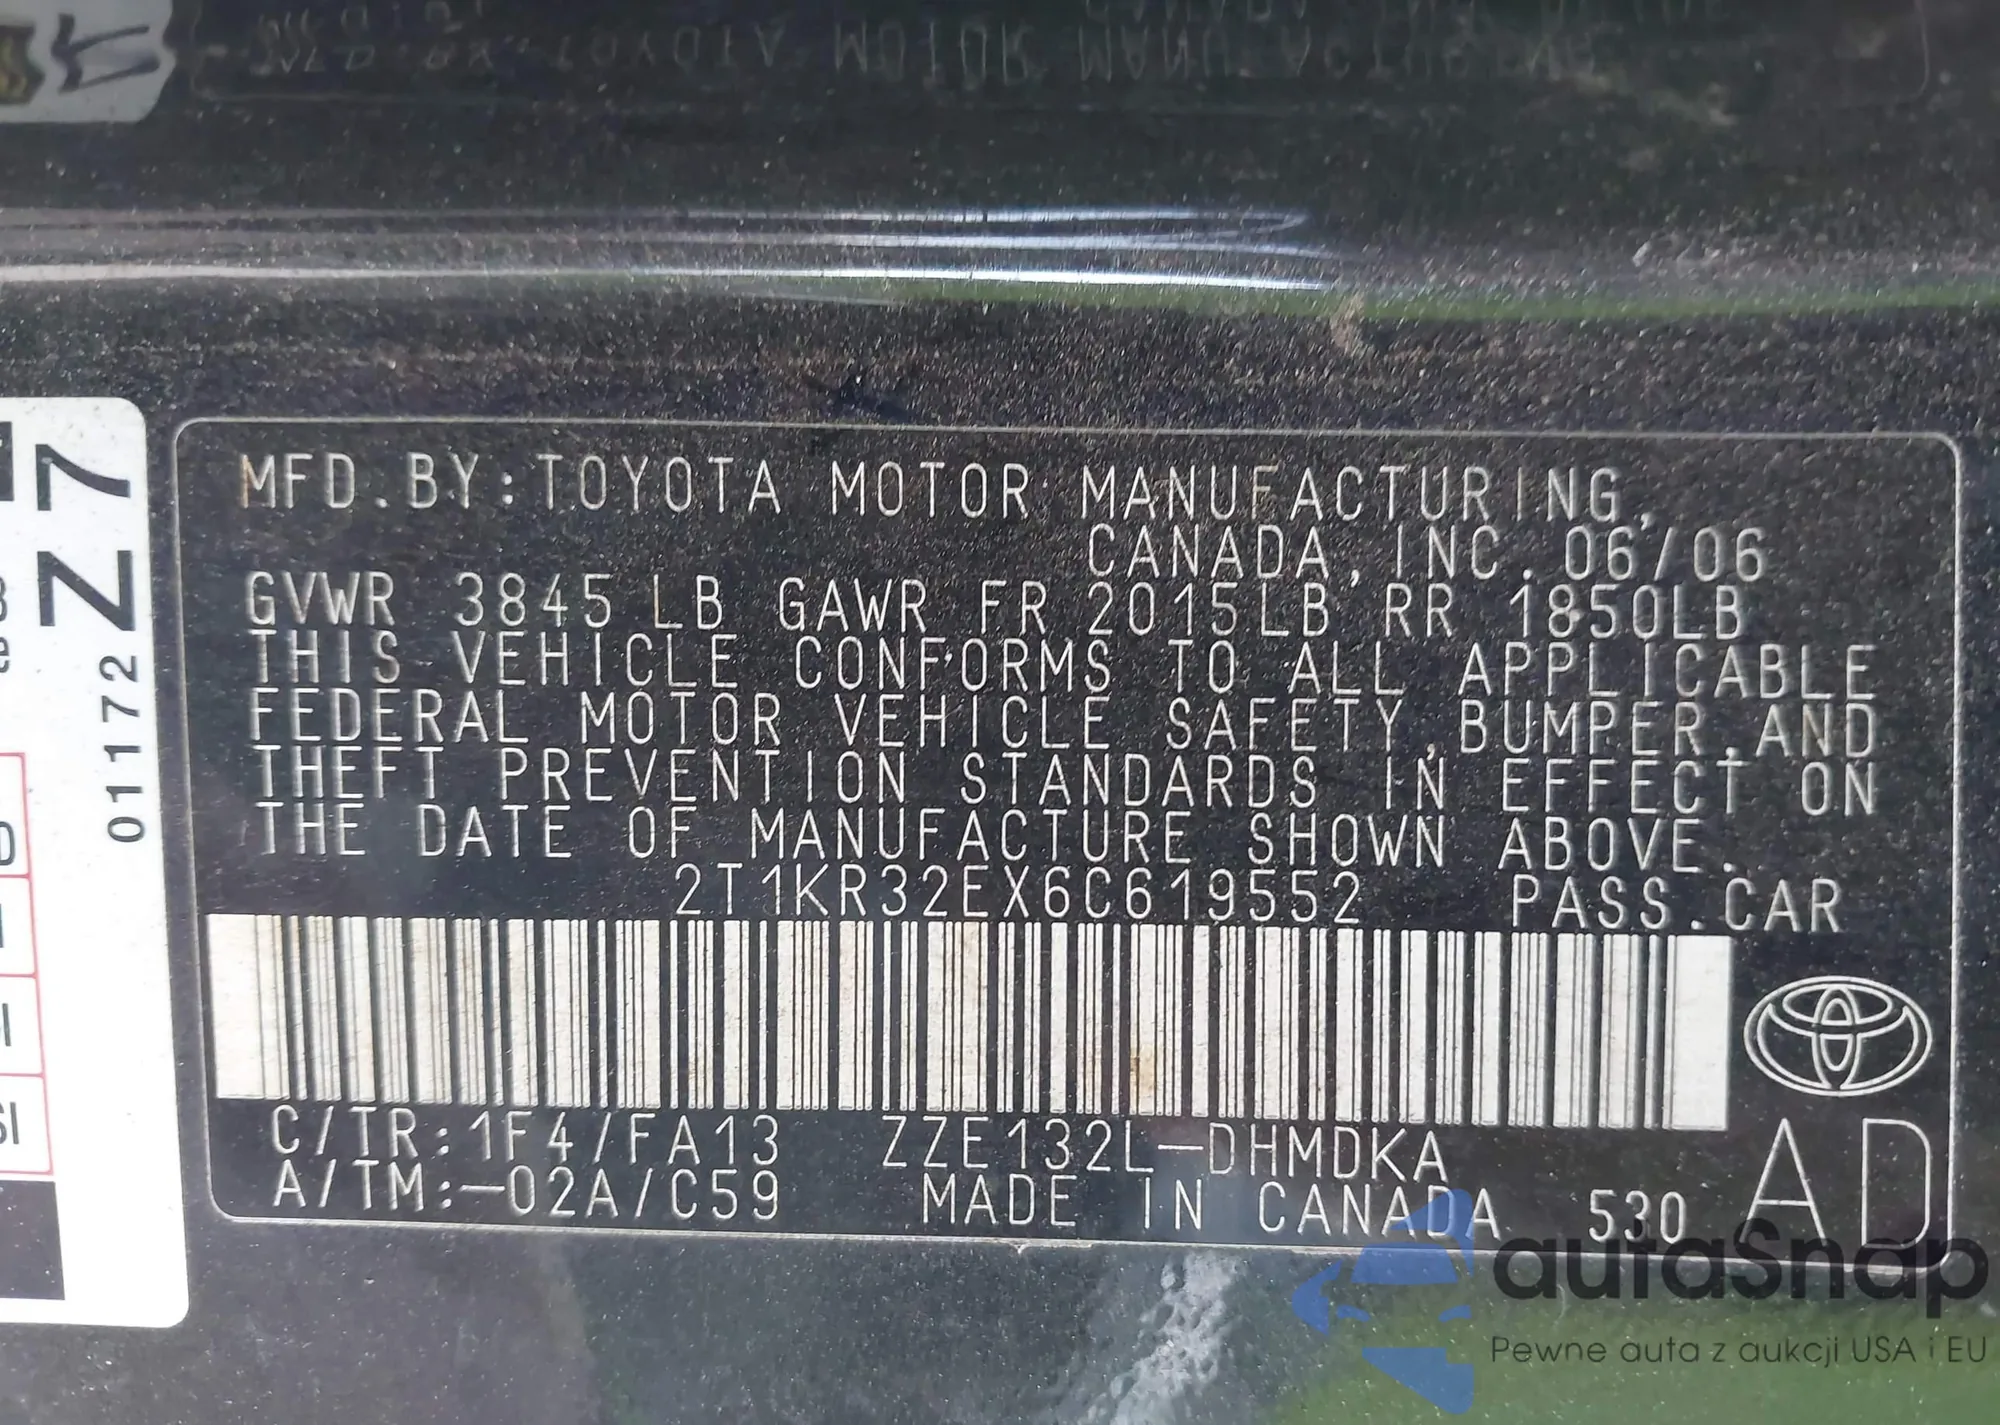 MFD.BY:TOYOTA MOTOR MANUFACTURING,
CANADA,INC. 06/06
GVWR 3845 LB GAWR FR 2015LB RR 1850LB
THIS VEHICLE CONFORMS TO ALL APPLICABLE
FEDERAL MOTOR VEHICLE SAFETY,BUMPER,AND
THEFT PREVENTION STANDARDS IN EFFECT ON
THE DATE OF MANUFACTURE SHOWN ABOVE.
2T1KR32EX6C619552 PASS.CAR
C/TR:1F4/FA13 ZZE132L-DHMDKA
A/TM:-02A/C59 MADE IN CANADA 530 AD
Z7
01172
autaSnap
Pewne auta z aukcji USA i EU